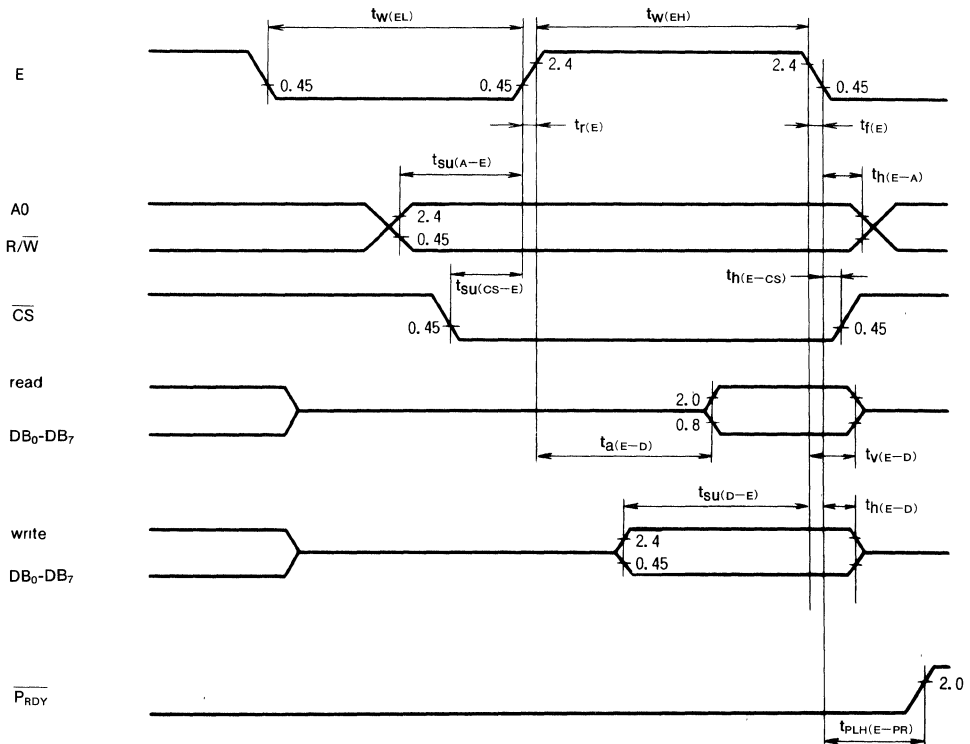 tW(EL)
tW(EH)
E
0.45
0.45
2.4
2.4
0.45
tr(E)
tf(E)
tsu(A−E)
th(E−A)
A0
R/W̅
2.4
0.45
tsu(CS−E)
th(E−CS)
C̅S̅
0.45
0.45
read
DB0-DB7
2.0
0.8
ta(E−D)
tv(E−D)
tsu(D−E)
th(E−D)
write
DB0-DB7
2.4
0.45
P̅R̅D̅Y̅
2.0
tPLH(E−PR)